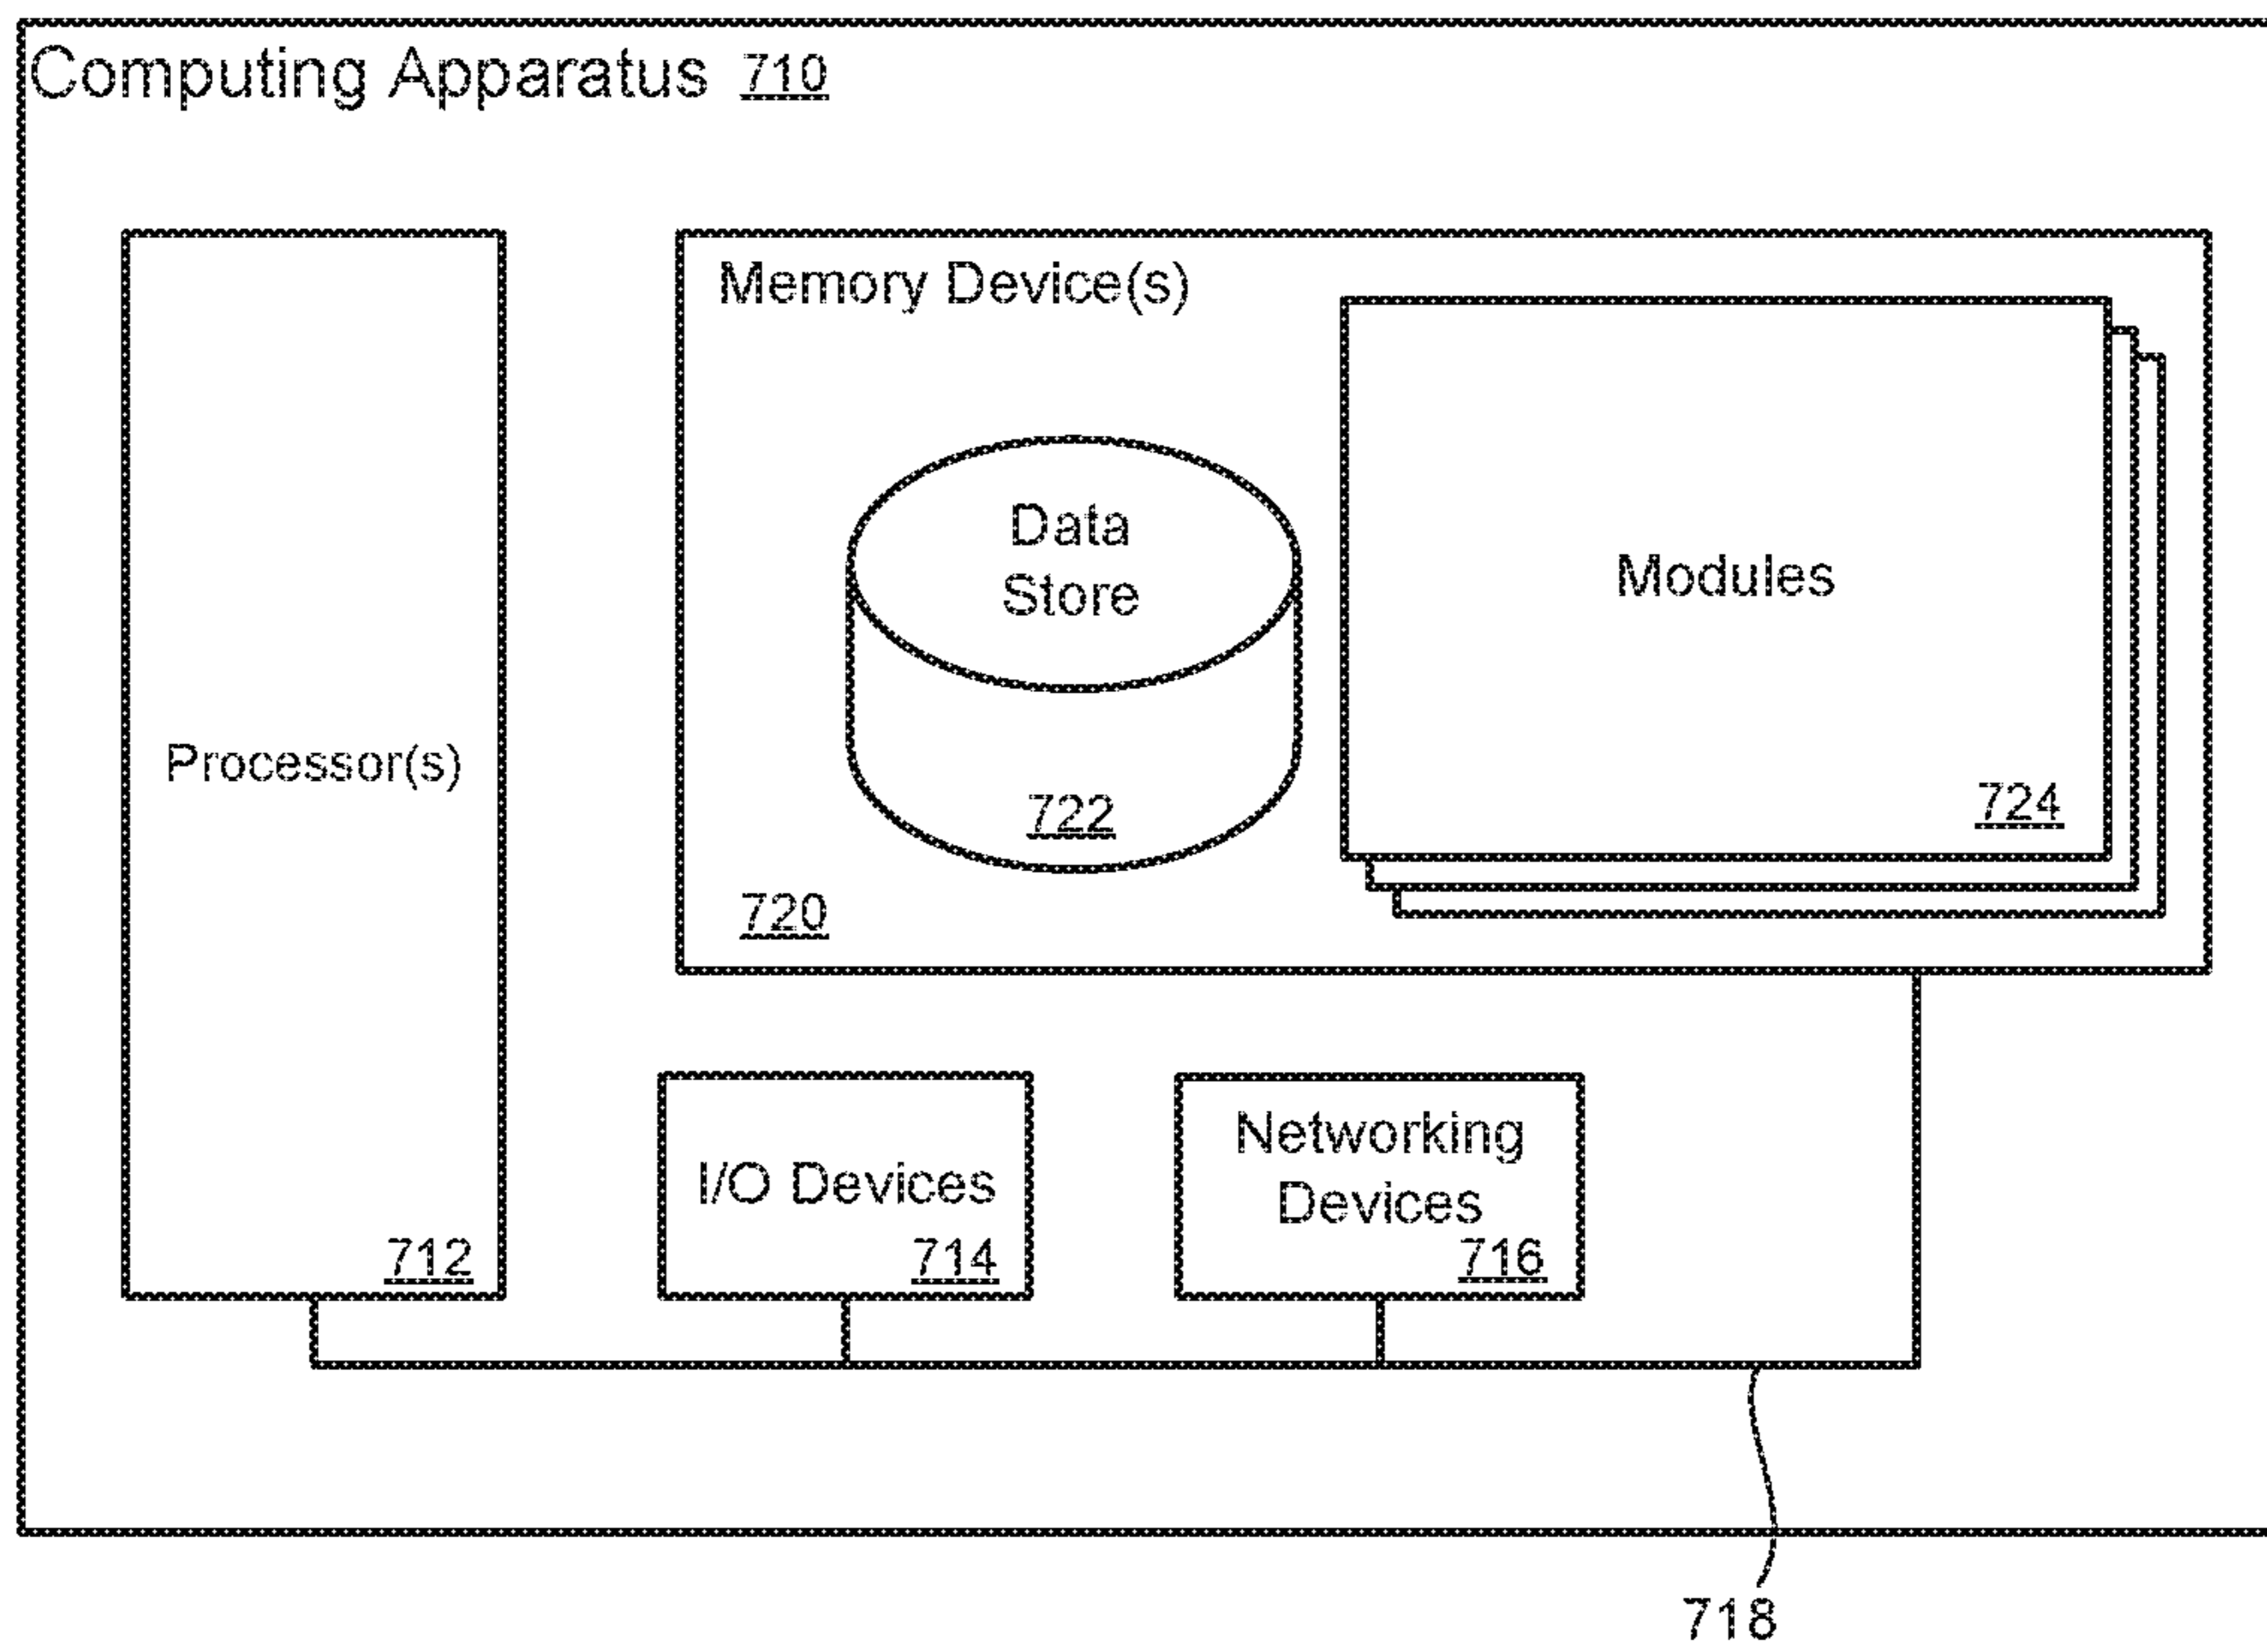 Computing Apparatus 710
Processor(s)
712
Memory Device(s)
Data
Store
722
720
Modules
724
I/O Devices
714
Networking
Devices
716
718